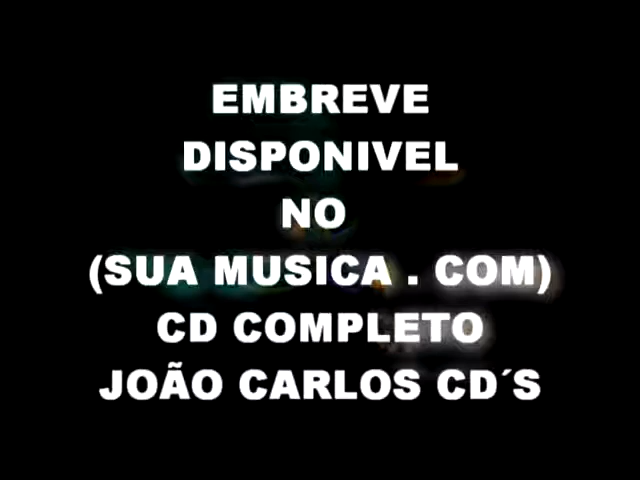 EMBREVE
DISPONIVEL
NO
(SUA MUSICA . COM)
CD COMPLETO
JOÃO CARLOS CD´S